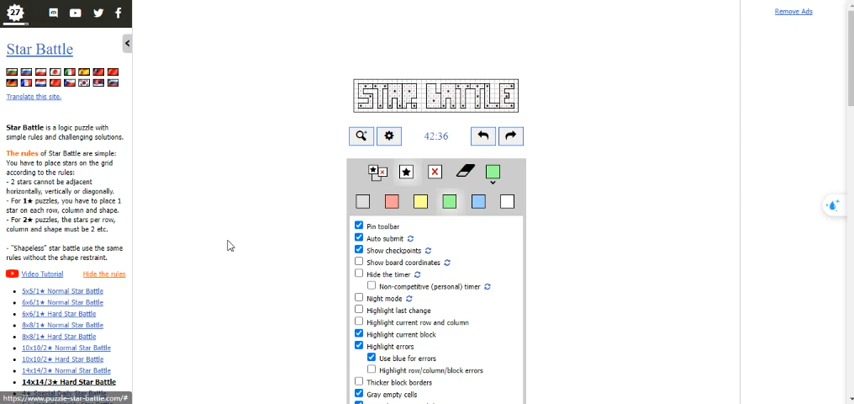 27
Remove Ads
Star Battle
Translate this site.
Star Battle is a logic puzzle with
simple rules and challenging solutions.
The rules of Star Battle are simple:
You have to place stars on the grid
according to the rules:
- 2 stars cannot be adjacent
horizontally, vertically or diagonally.
- For 1★ puzzles, you have to place 1
star on each row, column and shape.
- For 2★ puzzles, the stars per row,
column and shape must be 2 etc.
- "Shapeless" star battle use the same
rules without the shape restraint.
Video Tutorial Hide the rules
• 5x5/1★ Normal Star Battle
• 6x6/1★ Normal Star Battle
• 6x6/1★ Hard Star Battle
• 8x8/1★ Normal Star Battle
• 8x8/1★ Hard Star Battle
• 10x10/2★ Normal Star Battle
• 10x10/2★ Hard Star Battle
• 14x14/3★ Normal Star Battle
• 14x14/3★ Hard Star Battle
https://www.puzzle-star-battle.com/#
STAR BATTLE
42:36
Pin toolbar
Auto submit
Show checkpoints
Show board coordinates
Hide the timer
Non-competitive (personal) timer
Night mode
Highlight last change
Highlight current row and column
Highlight current block
Highlight errors
Use blue for errors
Highlight row/column/block errors
Thicker block borders
Gray empty cells